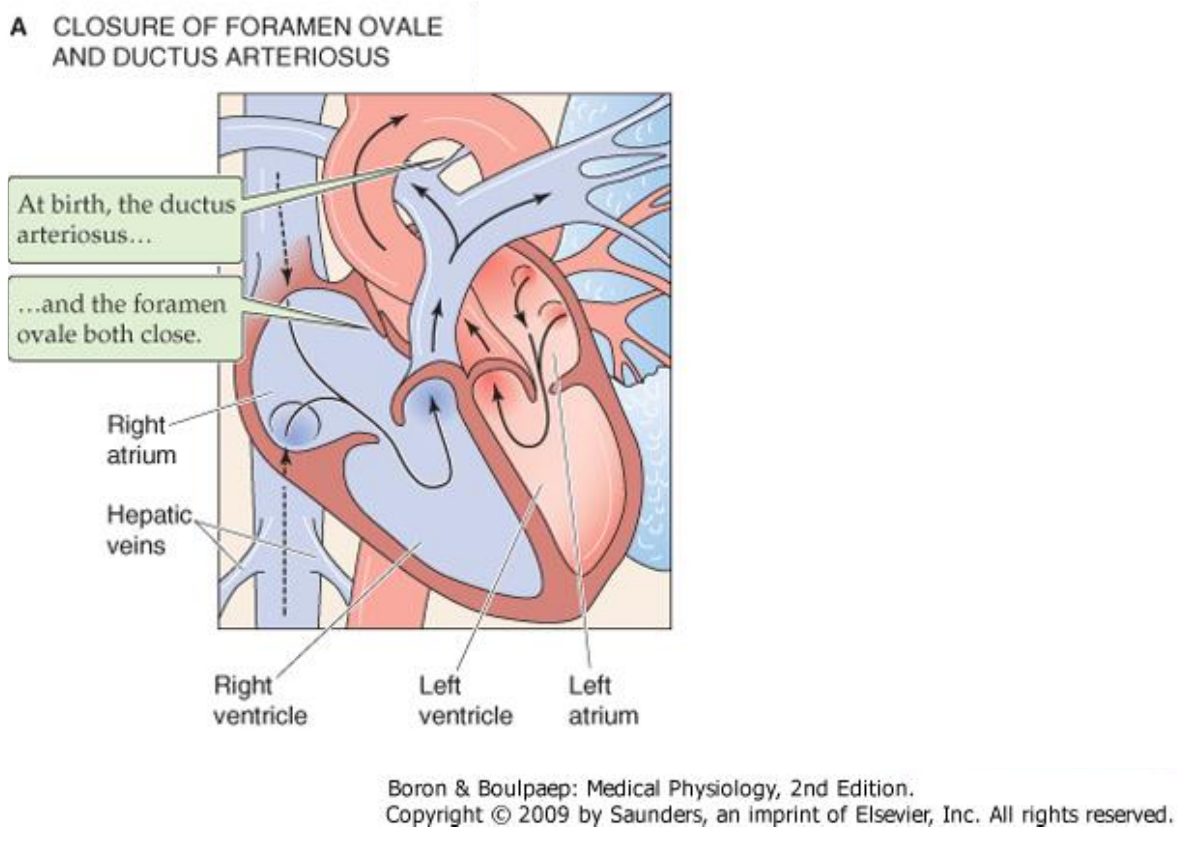 A CLOSURE OF FORAMEN OVALE
AND DUCTUS ARTERIOSUS
At birth, the ductus
arteriosus…
…and the foramen
ovale both close.
Right
atrium
Hepatic
veins
Right
ventricle
Left
ventricle
Left
atrium
Boron & Boulpaep: Medical Physiology, 2nd Edition.
Copyright © 2009 by Saunders, an imprint of Elsevier, Inc. All rights reserved.